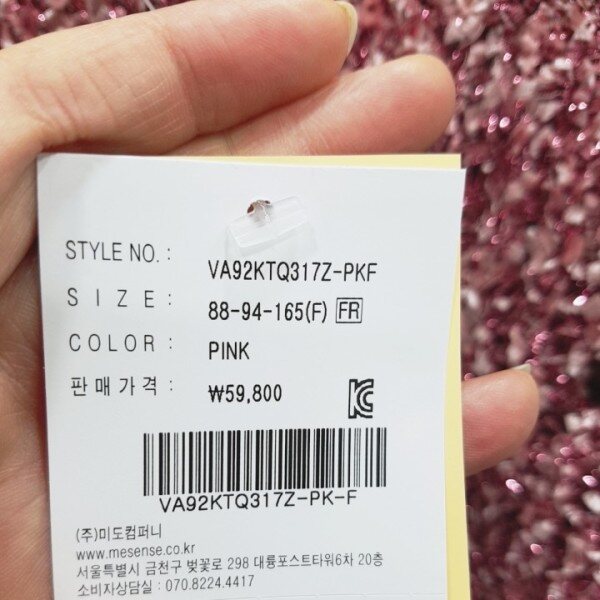 STYLE NO. : VA92KTQ317Z-PKF
SIZE : 88-94-165(F) FR
COLOR : PINK
판매가격 : ₩59,800
KC
VA92KTQ317Z-PK-F
(주)미도컴퍼니
www.mesense.co.kr
서울특별시 금천구 벚꽃로 298 대륭포스트타워6차 20층
소비자상담실 : 070.8224.4417